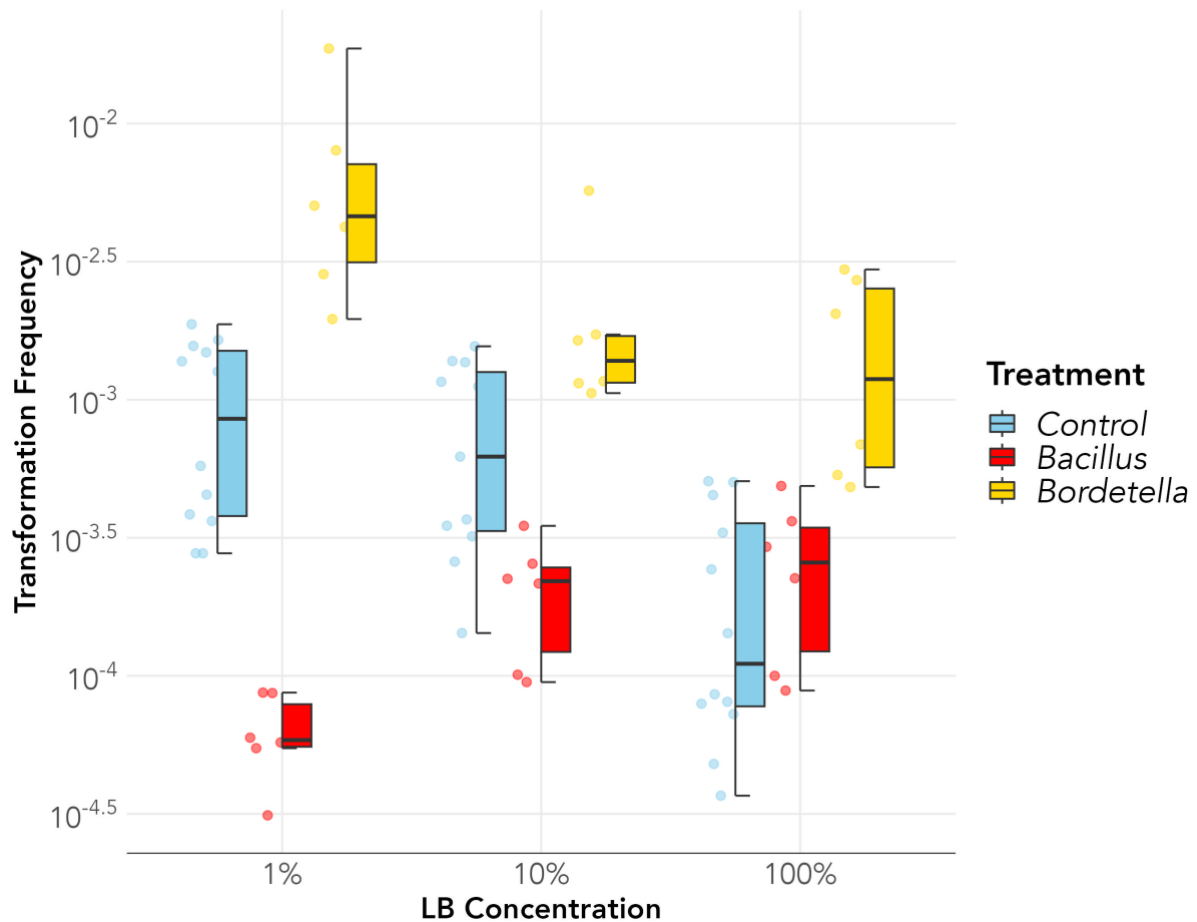 Transformation Frequency
10^-2
10^-2.5
10^-3
10^-3.5
10^-4
10^-4.5
1%
10%
100%
LB Concentration
Treatment
Control
Bacillus
Bordetella